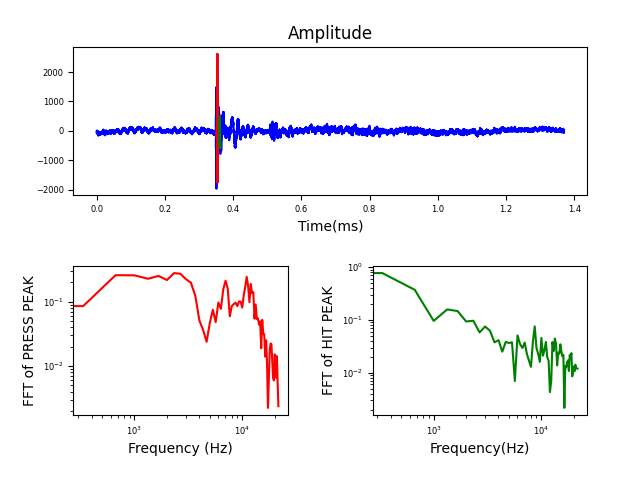 Amplitude
2000
1000
0
−1000
−2000
0.0 0.2 0.4 0.6 0.8 1.0 1.2 1.4
Time(ms)
FFT of PRESS PEAK
10⁻¹
10⁻²
10³ 10⁴
Frequency (Hz)
FFT of HIT PEAK
10⁰
10⁻¹
10⁻²
10³ 10⁴
Frequency(Hz)